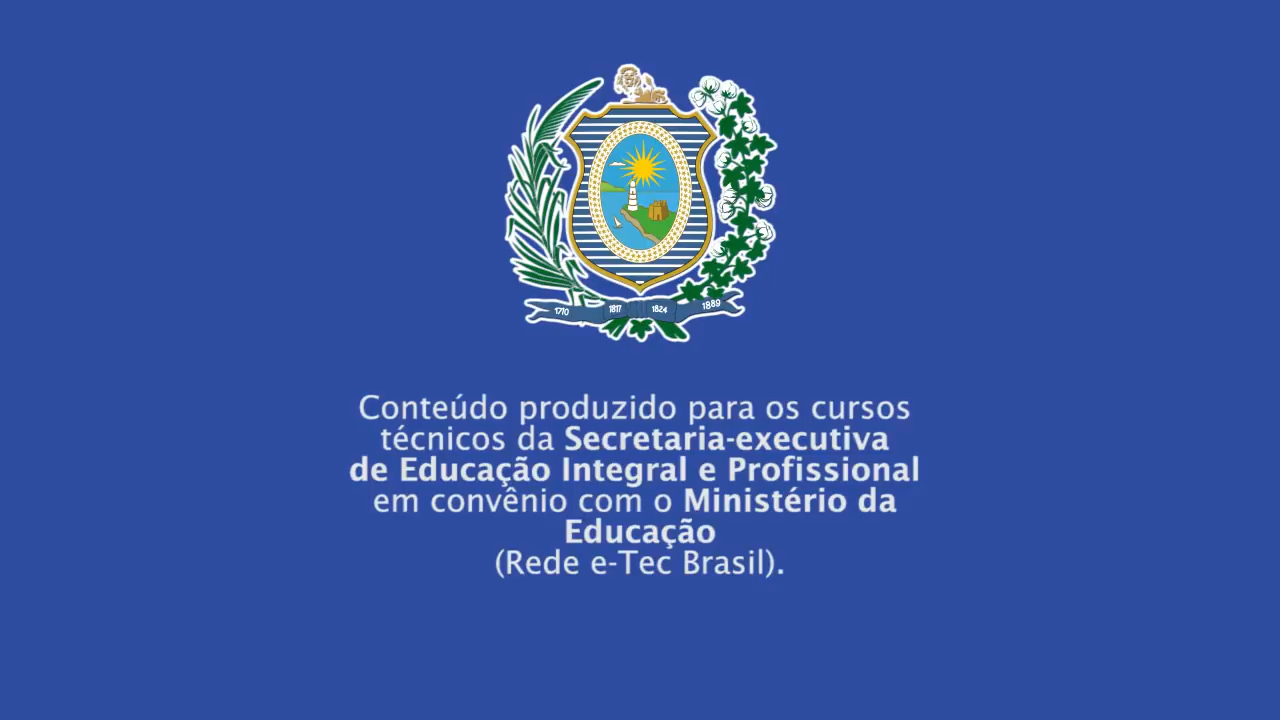 1710 1817 1824 1889
Conteúdo produzido para os cursos
técnicos da Secretaria-executiva
de Educação Integral e Profissional
em convênio com o Ministério da
Educação
(Rede e-Tec Brasil).